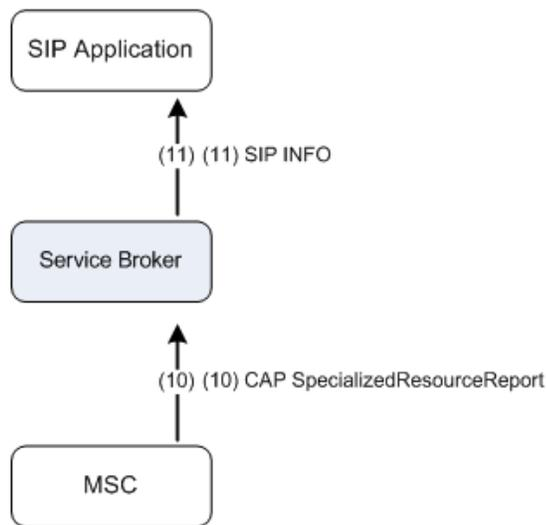 SIP Application
(11) (11) SIP INFO
Service Broker
(10) (10) CAP SpecializedResourceReport
MSC